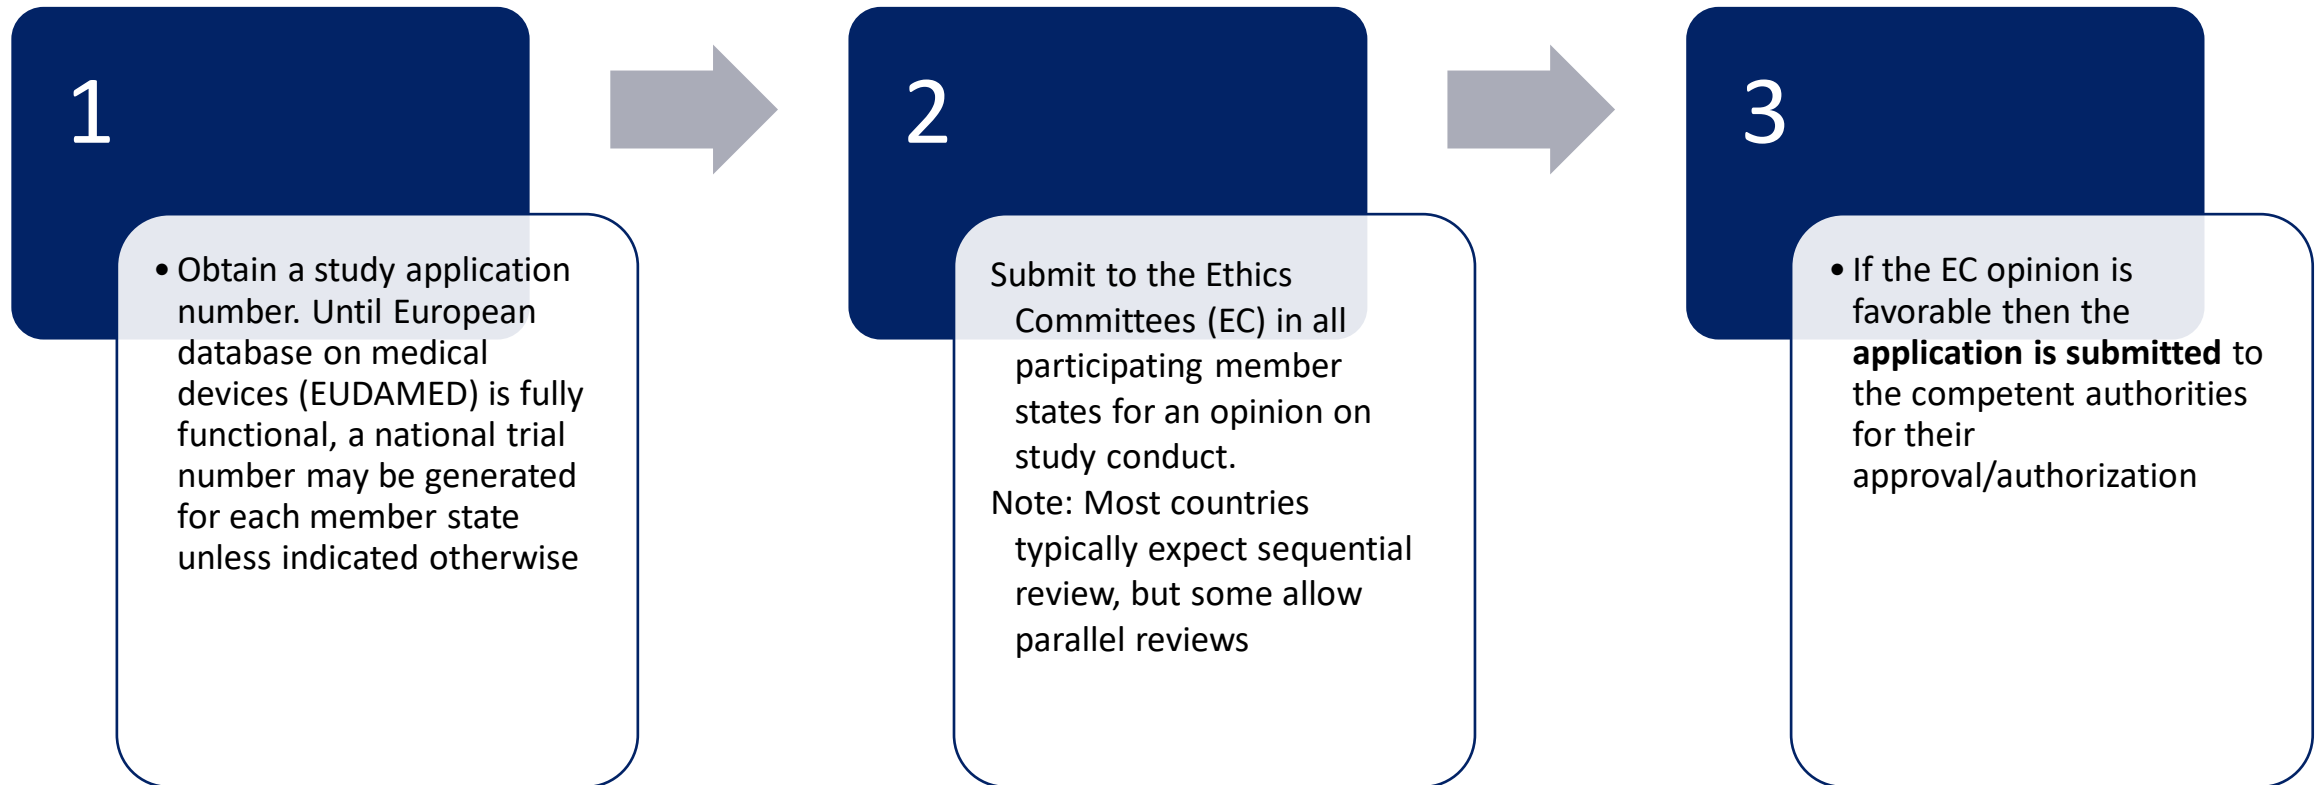 1
• Obtain a study application
number. Until European
database on medical
devices (EUDAMED) is fully
functional, a national trial
number may be generated
for each member state
unless indicated otherwise
2
Submit to the Ethics
Committees (EC) in all
participating member
states for an opinion on
study conduct.
Note: Most countries
typically expect sequential
review, but some allow
parallel reviews
3
• If the EC opinion is
favorable then the
application is submitted to
the competent authorities
for their
approval/authorization